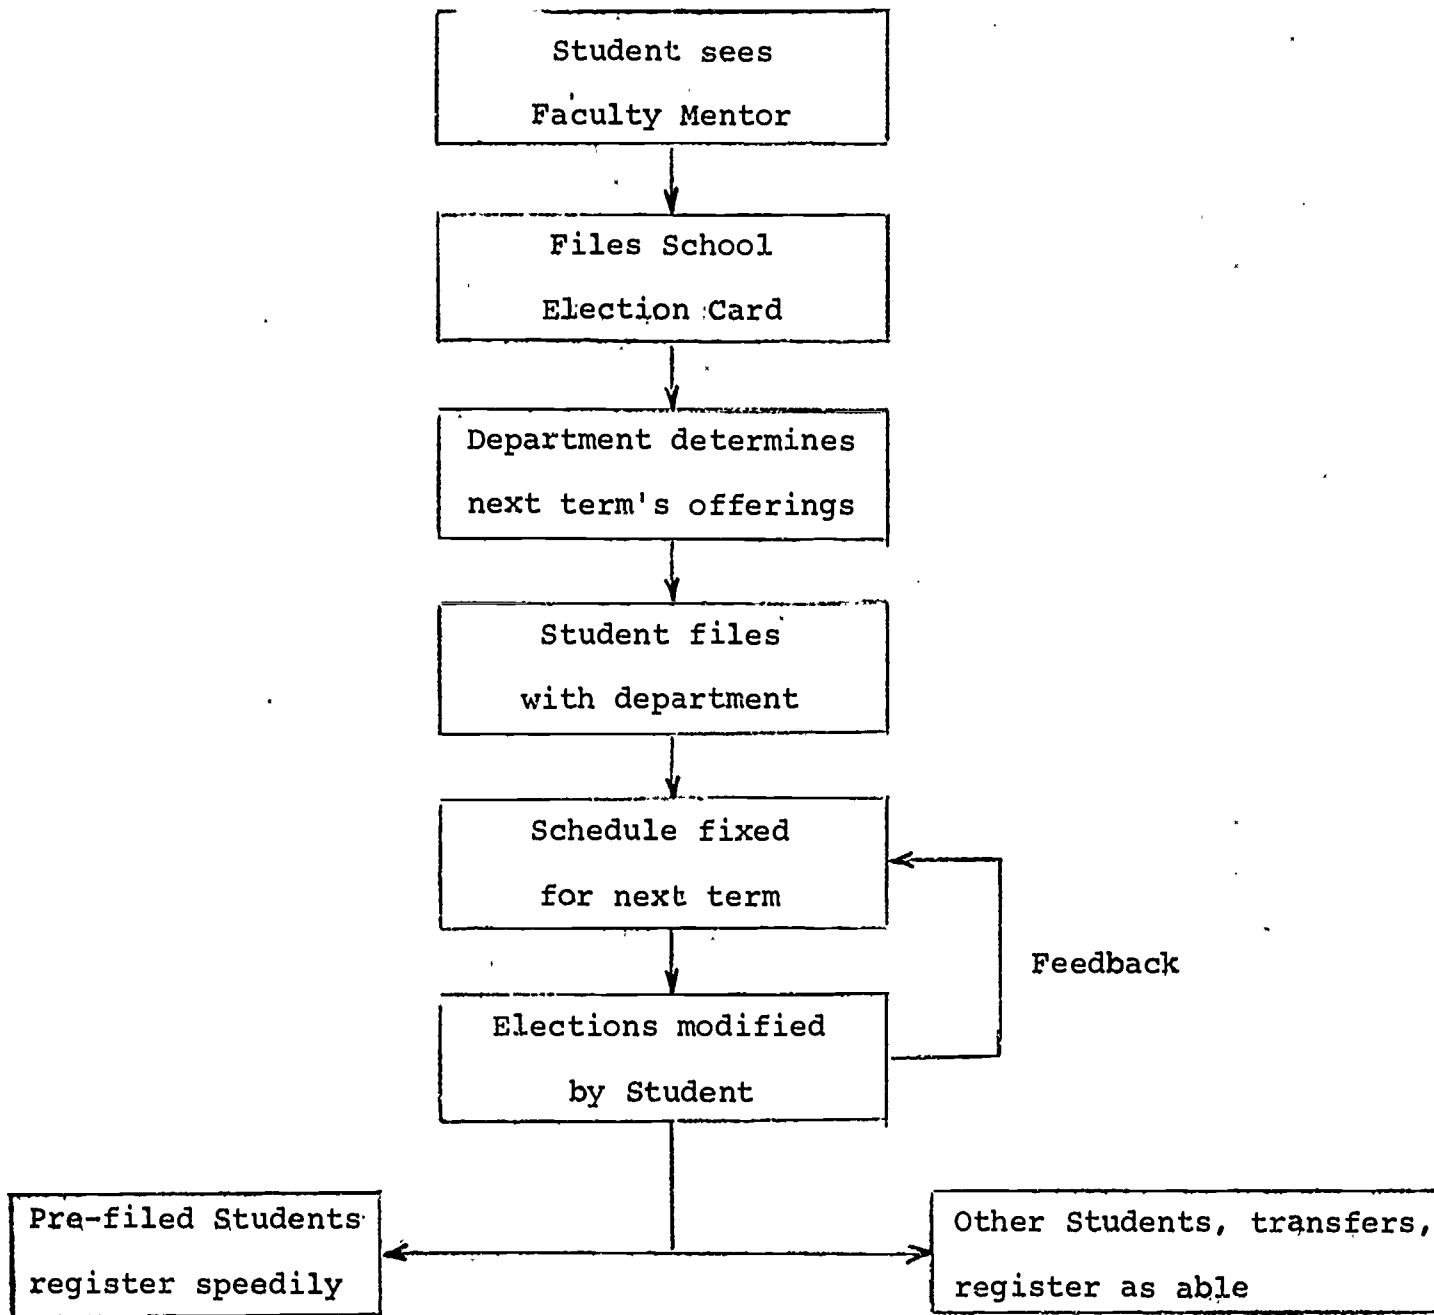 Student sees
Faculty Mentor
Files School
Election Card
Department determines
next term's offerings
Student files
with department
Schedule fixed
for next term
Feedback
Elections modified
by Student
Pre-filed Students
register speedily
Other Students, transfers,
register as able